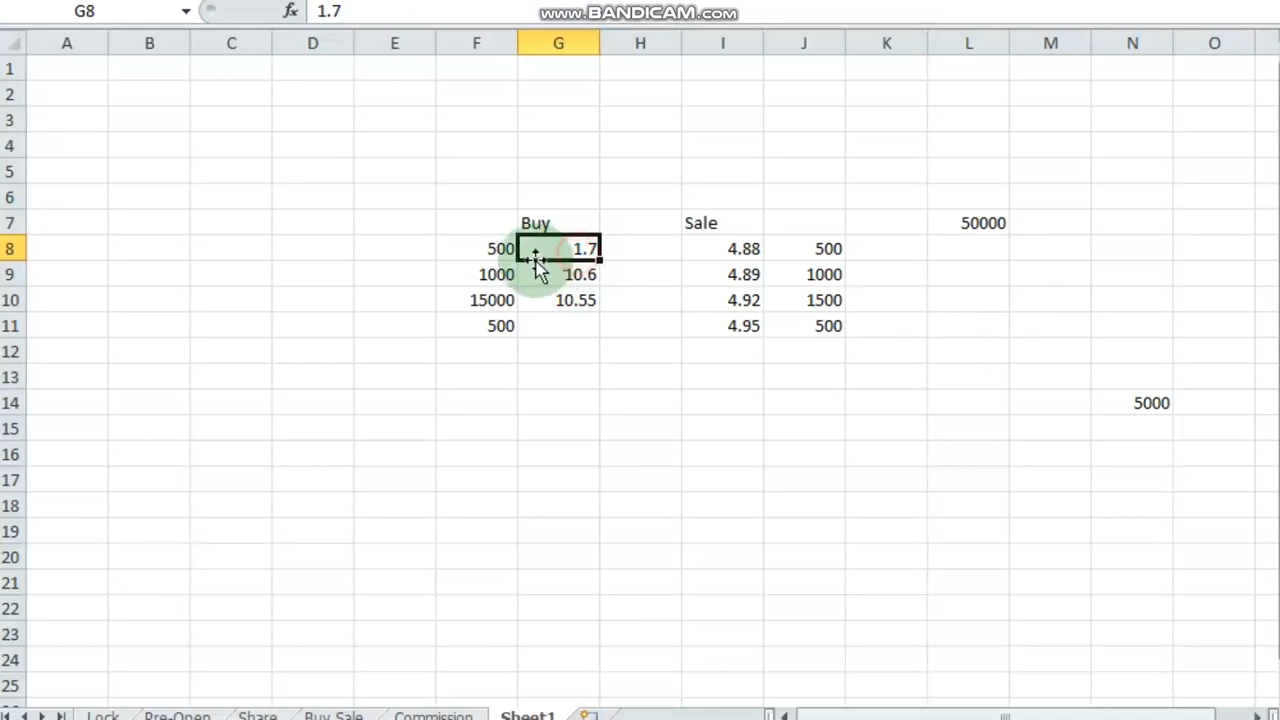 G8 fx 1.7 www.BANDICAM.com
A B C D E F G H I J K L M N O
1
2
3
4
5
6
7 Buy Sale 50000
8 500 1.7 4.88 500
9 1000 10.6 4.89 1000
10 15000 10.55 4.92 1500
11 500 4.95 500
12
13
14 5000
15
16
17
18
19
20
21
22
23
24
25
Lock Pre-Open Share Buy Sale Commission Sheet1